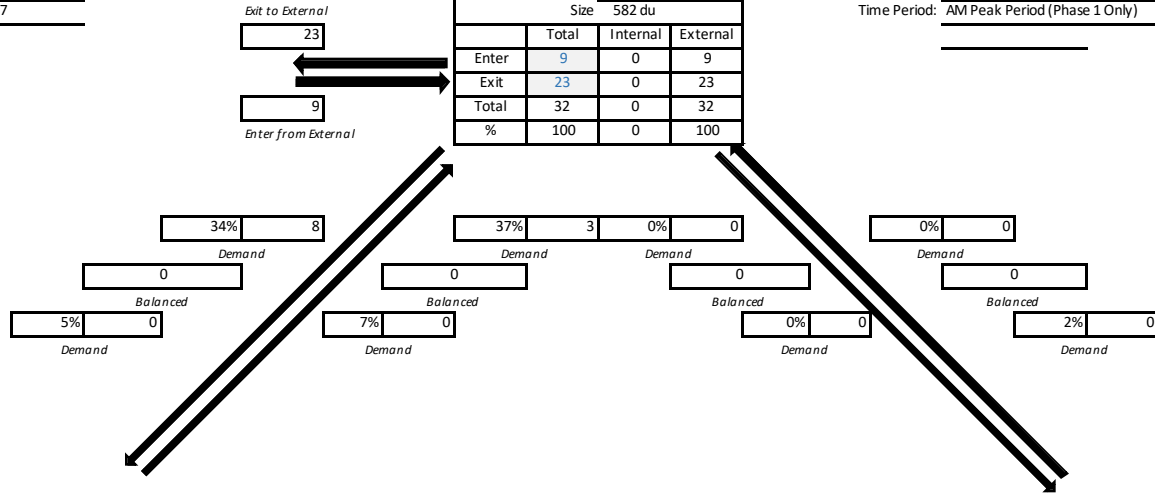 7 Exit to External Size 582 du Time Period: AM Peak Period (Phase 1 Only)
23 Total Internal External
Enter 9 0 9
Exit 23 0 23
9 Total 32 0 32
Enter from External % 100 0 100
34% 8 37% 3 0% 0 0% 0
Demand Demand Demand Demand
0 0 0 0
Balanced Balanced Balanced Balanced
5% 0 7% 0 0% 0 2% 0
Demand Demand Demand Demand